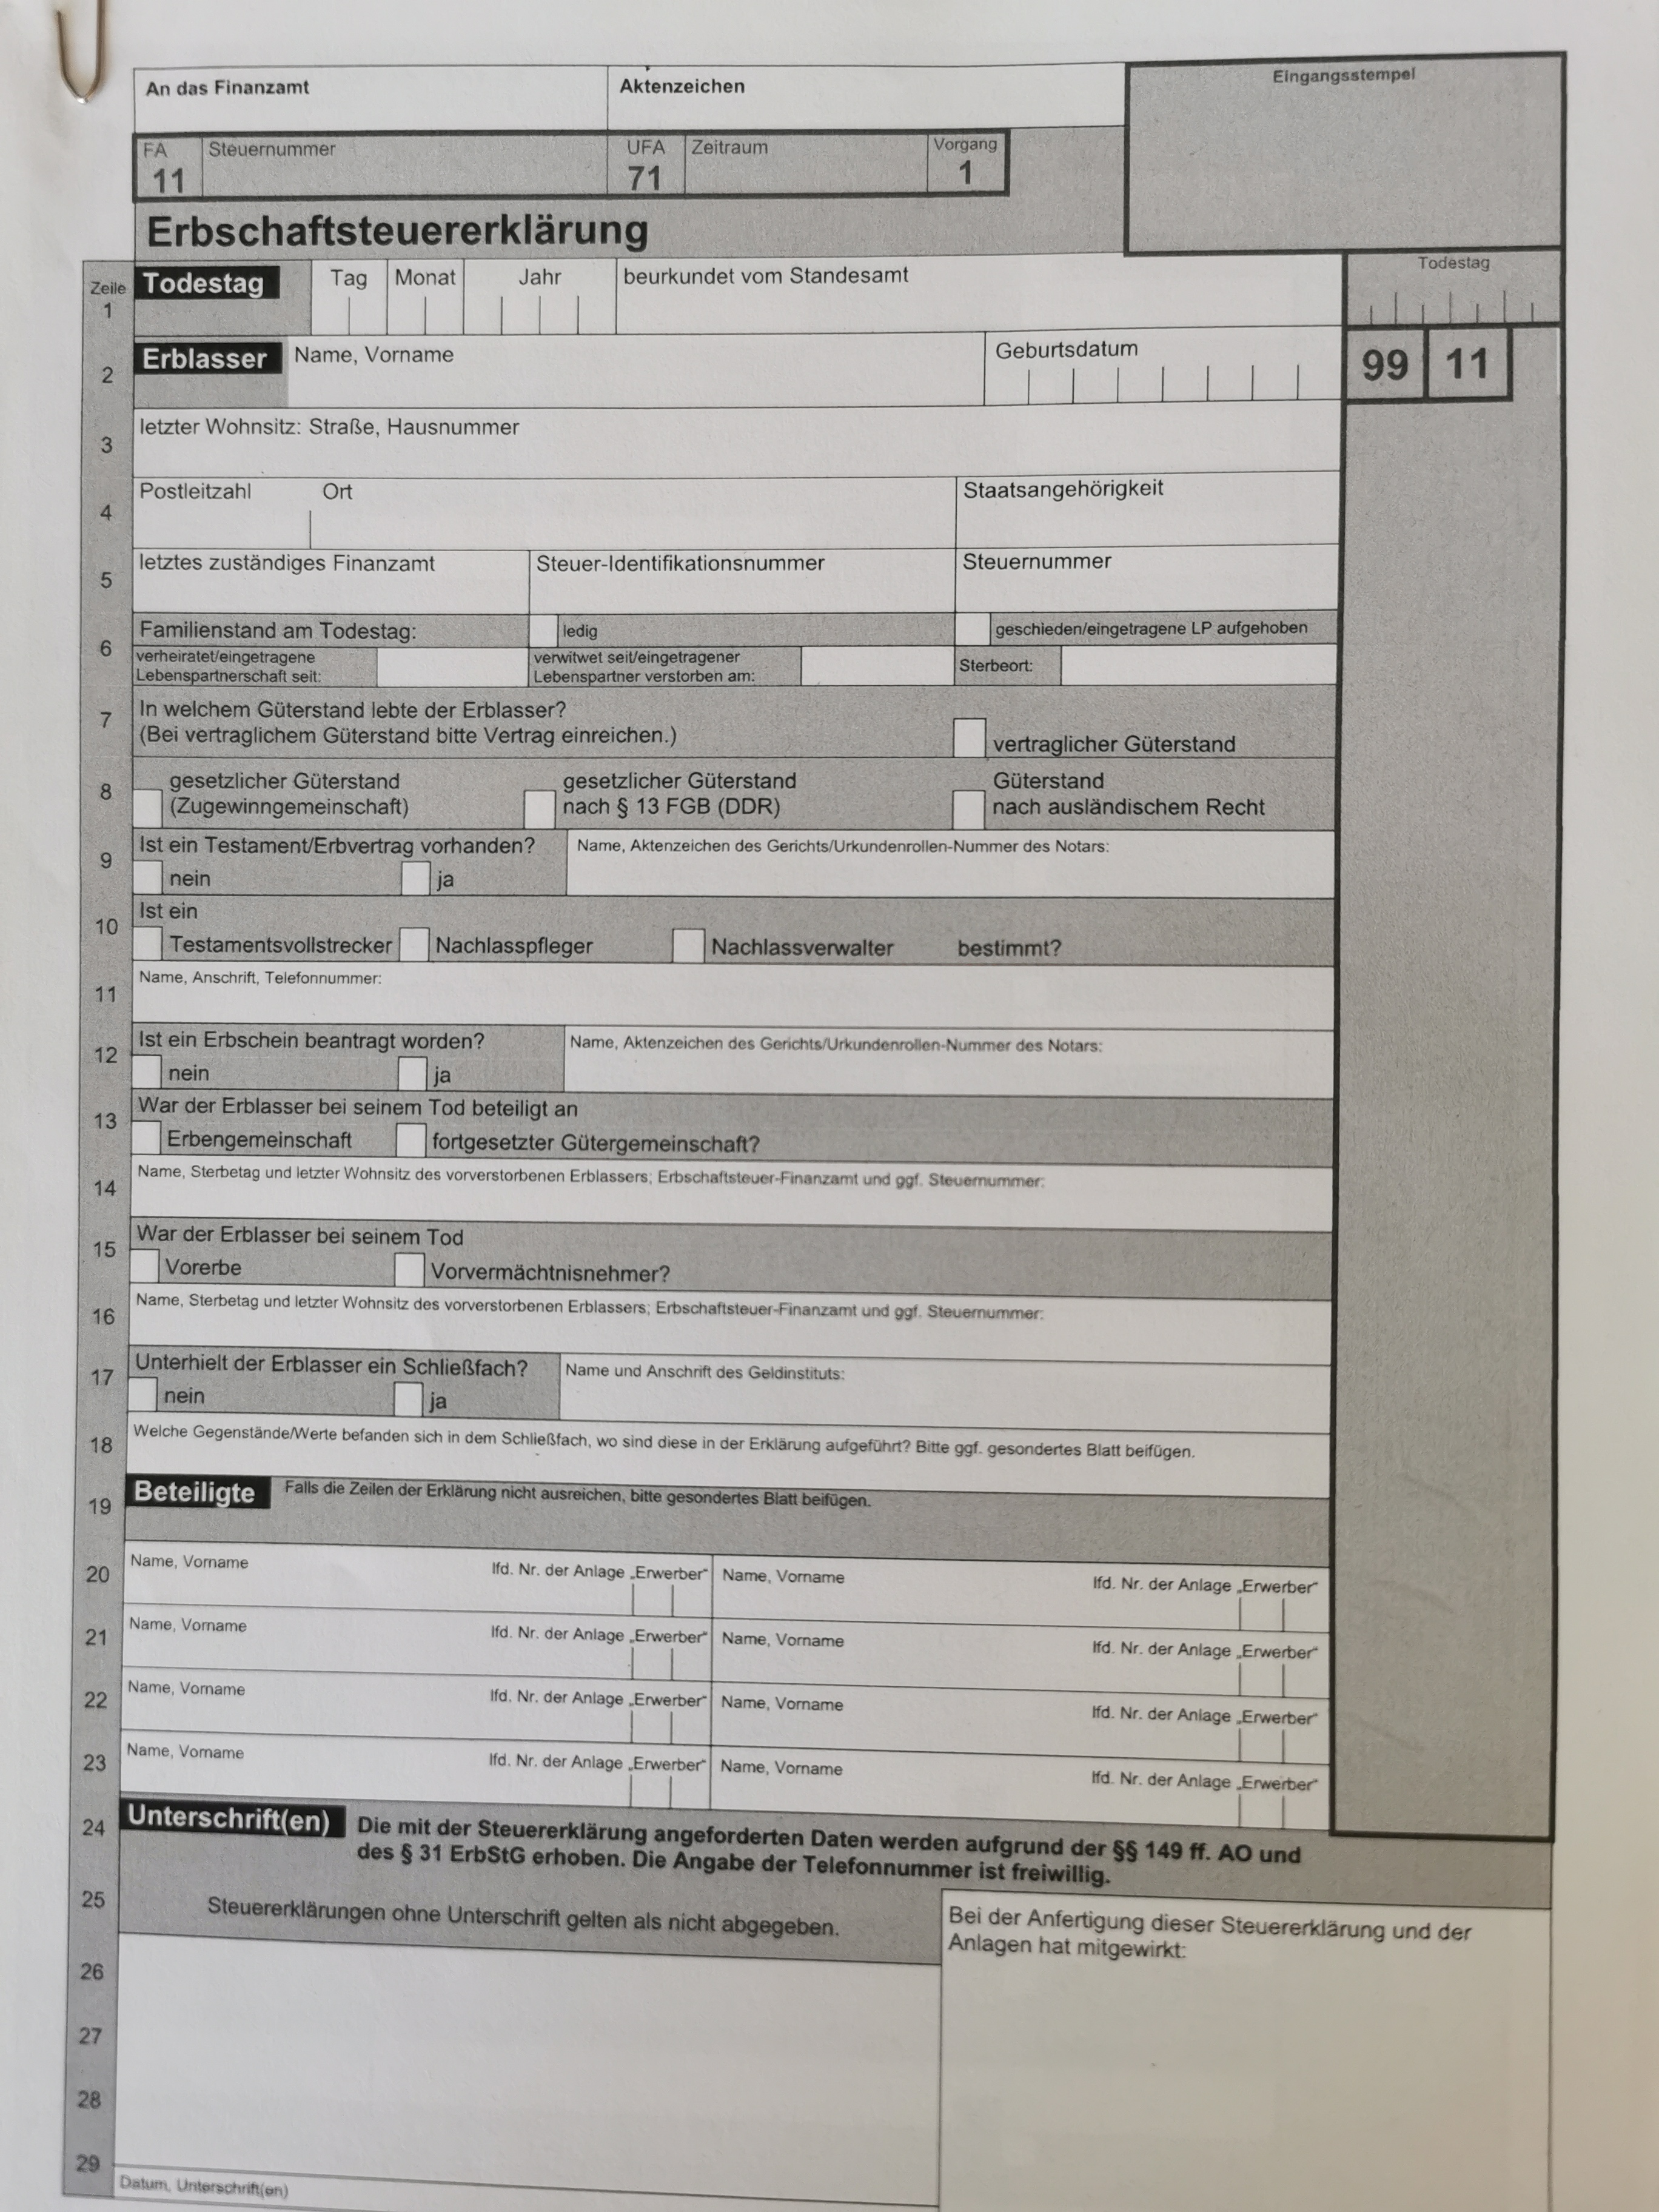 An das Finanzamt
Aktenzeichen
Eingangsstempel
FA Steuernummer UFA Zeitraum Vorgang
11 71 1
Erbschaftsteuererklärung
Zeile
1
Todestag
Tag Monat Jahr beurkundet vom Standesamt
Todestag
2 Erblasser Name, Vorname Geburtsdatum 99 11
3 letzter Wohnsitz: Straße, Hausnummer
4 Postleitzahl Ort Staatsangehörigkeit
5 letztes zuständiges Finanzamt Steuer-Identifikationsnummer Steuernummer
6 Familienstand am Todestag: ledig geschieden/eingetragene LP aufgehoben
verheiratet/eingetragene verwitwet seit/eingetragener Sterbeort:
Lebenspartnerschaft seit: Lebenspartner verstorben am:
7 In welchem Güterstand lebte der Erblasser?
(Bei vertraglichem Güterstand bitte Vertrag einreichen.) vertraglicher Güterstand
8 gesetzlicher Güterstand gesetzlicher Güterstand Güterstand
(Zugewinngemeinschaft) nach § 13 FGB (DDR) nach ausländischem Recht
9 Ist ein Testament/Erbvertrag vorhanden? Name, Aktenzeichen des Gerichts/Urkundenrollen-Nummer des Notars:
nein ja
10 Ist ein
Testamentsvollstrecker Nachlasspfleger Nachlassverwalter bestimmt?
11 Name, Anschrift, Telefonnummer:
12 Ist ein Erbschein beantragt worden? Name, Aktenzeichen des Gerichts/Urkundenrollen-Nummer des Notars:
nein ja
13 War der Erblasser bei seinem Tod beteiligt an
Erbengemeinschaft fortgesetzter Gütergemeinschaft?
14 Name, Sterbetag und letzter Wohnsitz des vorverstorbenen Erblassers; Erbschaftsteuer-Finanzamt und ggf. Steuernummer:
15 War der Erblasser bei seinem Tod
Vorerbe Vorvermächtnisnehmer?
16 Name, Sterbetag und letzter Wohnsitz des vorverstorbenen Erblassers; Erbschaftsteuer-Finanzamt und ggf. Steuernummer:
17 Unterhielt der Erblasser ein Schließfach? Name und Anschrift des Geldinstituts:
nein ja
18 Welche Gegenstände/Werte befanden sich in dem Schließfach, wo sind diese in der Erklärung aufgeführt? Bitte ggf. gesondertes Blatt beifügen.
19 Beteiligte Falls die Zeilen der Erklärung nicht ausreichen, bitte gesondertes Blatt beifügen.
20 Name, Vorname lfd. Nr. der Anlage „Erwerber“ Name, Vorname lfd. Nr. der Anlage „Erwerber“
21 Name, Vorname lfd. Nr. der Anlage „Erwerber“ Name, Vorname lfd. Nr. der Anlage „Erwerber“
22 Name, Vorname lfd. Nr. der Anlage „Erwerber“ Name, Vorname lfd. Nr. der Anlage „Erwerber“
23 Name, Vorname lfd. Nr. der Anlage „Erwerber“ Name, Vorname lfd. Nr. der Anlage „Erwerber“
24 Unterschrift(en) Die mit der Steuererklärung angeforderten Daten werden aufgrund der §§ 149 ff. AO und
des § 31 ErbStG erhoben. Die Angabe der Telefonnummer ist freiwillig.
25 Steuererklärungen ohne Unterschrift gelten als nicht abgegeben.
Bei der Anfertigung dieser Steuererklärung und der
Anlagen hat mitgewirkt:
26
27
28
29
Datum, Unterschrift(en)